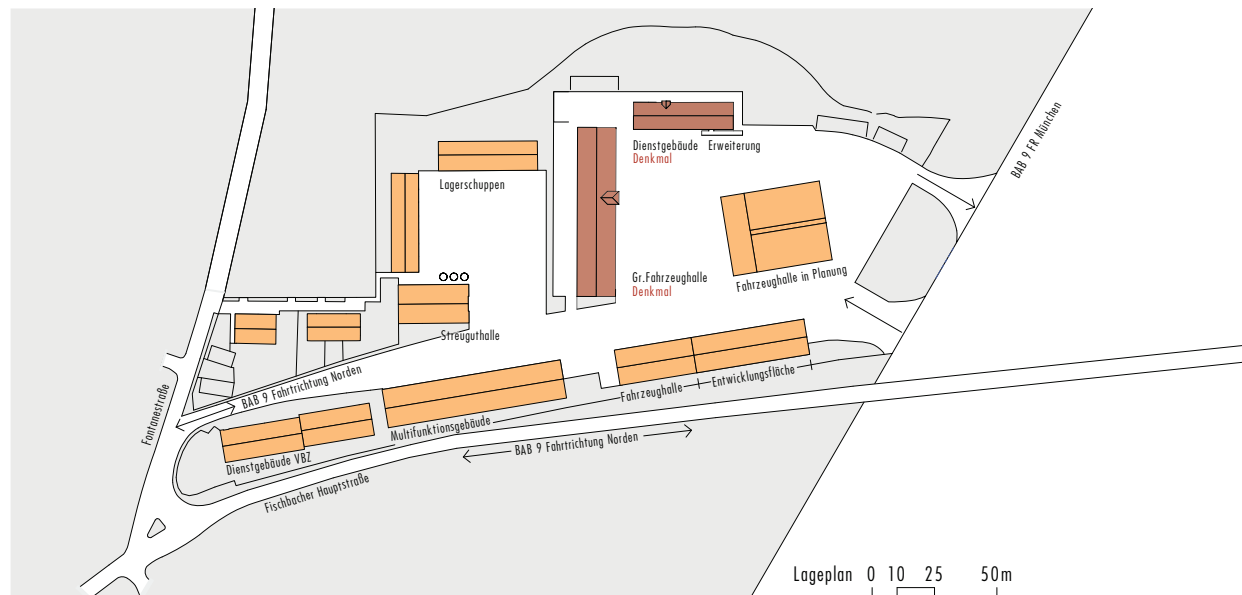 BAB 9 FR München
Dienstgebäude
Denkmal
Erweiterung
Lagerschuppen
Gr.Fahrzeughalle
Denkmal
Fahrzeughalle in Planung
Streuguthalle
BAB 9 Fahrtrichtung Norden
Fontanestraße
Fahrzeughalle
Entwicklungsfläche
Multifunktionsgebäude
Dienstgebäude VBZ
BAB 9 Fahrtrichtung Norden
Fischbacher Hauptstraße
Lageplan 0 10 25 50m